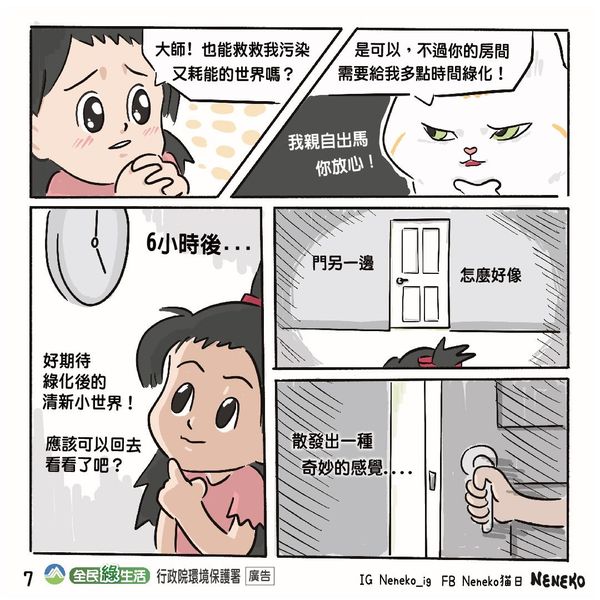 大師!也能救救我污染
又耗能的世界嗎?
是可以,不過你的房間
需要給我多點時間綠化!
我親自出馬
你放心!
6小時後...
好期待
綠化後的
清新小世界!
應該可以回去
看看了吧?
門另一邊
怎麼好像
散發出一種
奇妙的感覺....
7 全民綠生活 行政院環境保護署 廣告 IG Neneko_ig FB Neneko猫日 NENEKO